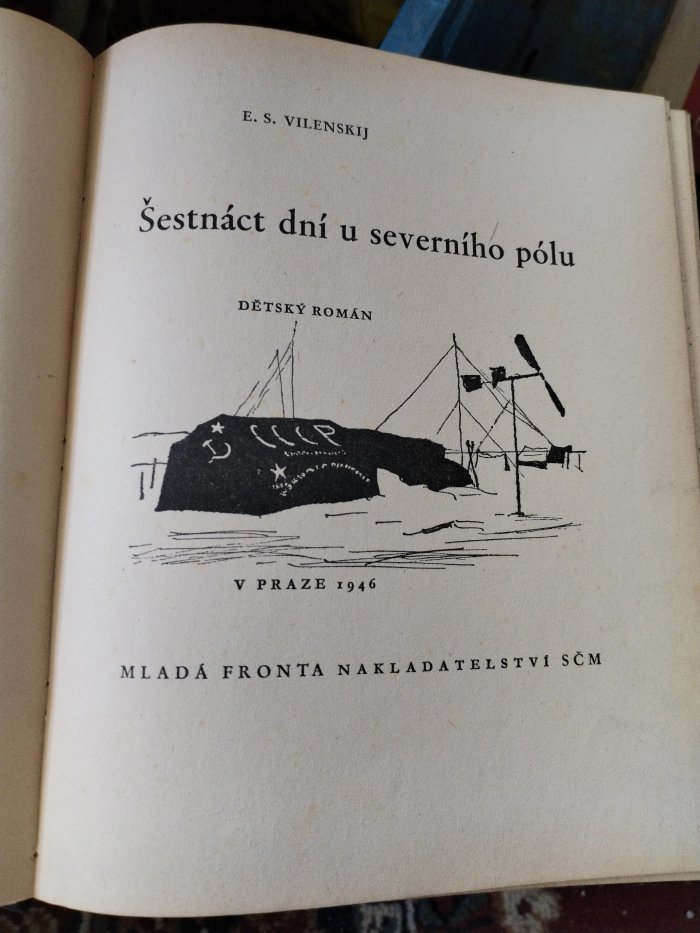 E. S. VILENSKIJ
Šestnáct dní u severního pólu
DĚTSKÝ ROMÁN
CCCP
V PRAZE 1946
MLADÁ FRONTA NAKLADATELSTVÍ SČM